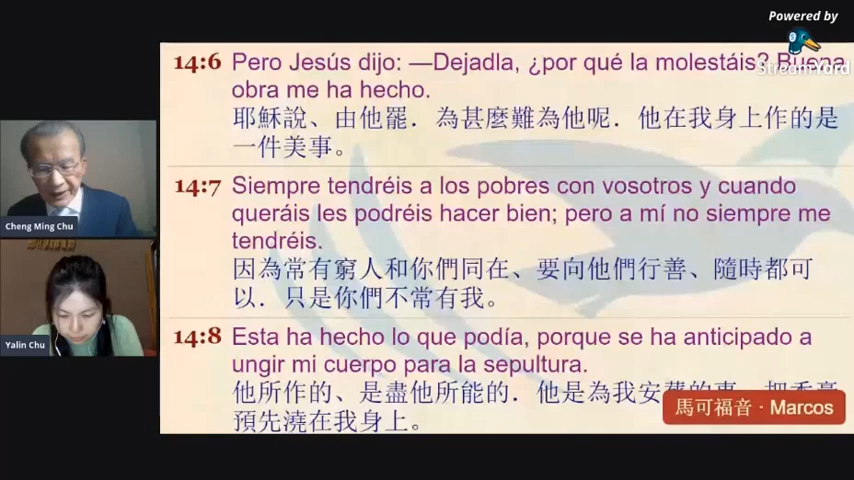 Powered by
StreamYard
14:6 Pero Jesús dijo: —Dejadla, ¿por qué la molestáis? Buena
obra me ha hecho.
耶穌說、由他罷．為甚麼難為他呢．他在我身上作的是
一件美事。
14:7 Siempre tendréis a los pobres con vosotros y cuando
queráis les podréis hacer bien; pero a mí no siempre me
tendréis.
因為常有窮人和你們同在、要向他們行善、隨時都可
以．只是你們不常有我。
14:8 Esta ha hecho lo que podía, porque se ha anticipado a
ungir mi cuerpo para la sepultura.
他所作的、是盡他所能的．他是為我安葬的事
預先澆在我身上。
馬可福音 · Marcos
Cheng Ming Chu
Yalin Chu